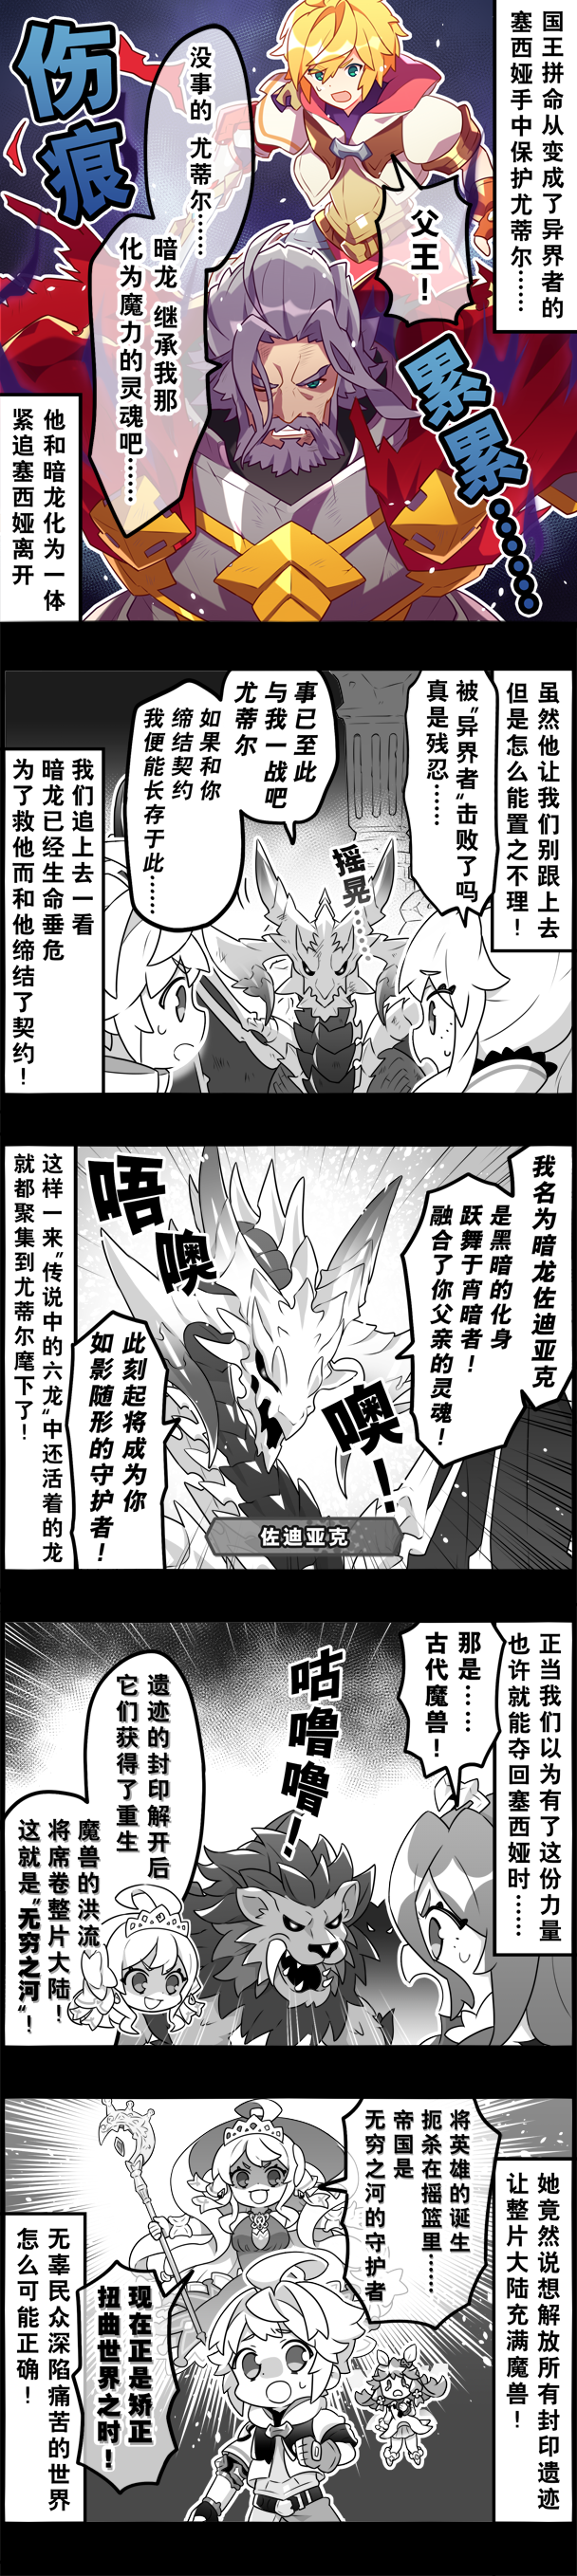 国王拼命从变成了异界者的
塞西娅手中保护尤蒂尔……
父王！
没事的 尤蒂尔……
暗龙 继承我那
化为魔力的灵魂吧……
伤痕
累累……
他和暗龙化为一体
紧追塞西娅离开
虽然他让我们别跟上去
但是怎么能置之不理！
被"异界者"击败了吗
真是残忍……
事已至此
与我一战吧
尤蒂尔
如果和你
缔结契约
我便能长存于此……
摇晃……
我们追上去一看
暗龙已经生命垂危
为了救他而和他缔结了契约！
我名为暗龙佐迪亚克
是黑暗的化身
跃舞于宵暗者！
融合了你父亲的灵魂！
唔噢
噢！
此刻起将成为你
如影随形的守护者！
佐迪亚克
这样一来"传说中的六龙"中还活着的龙
就都聚集到尤蒂尔麾下了！
正当我们以为有了这份力量
也许就能夺回塞西娅时……
那是……
古代魔兽！
咕噜噜！
遗迹的封印解开后
它们获得了重生
魔兽的洪流
将席卷整片大陆！
这就是"无穷之河"！
她竟然说想解放所有封印遗迹
让整片大陆充满魔兽！
将英雄的诞生
扼杀在摇篮里……
帝国是
无穷之河的守护者
现在正是矫正
扭曲世界之时！
无辜民众深陷痛苦的世界
怎么可能正确！